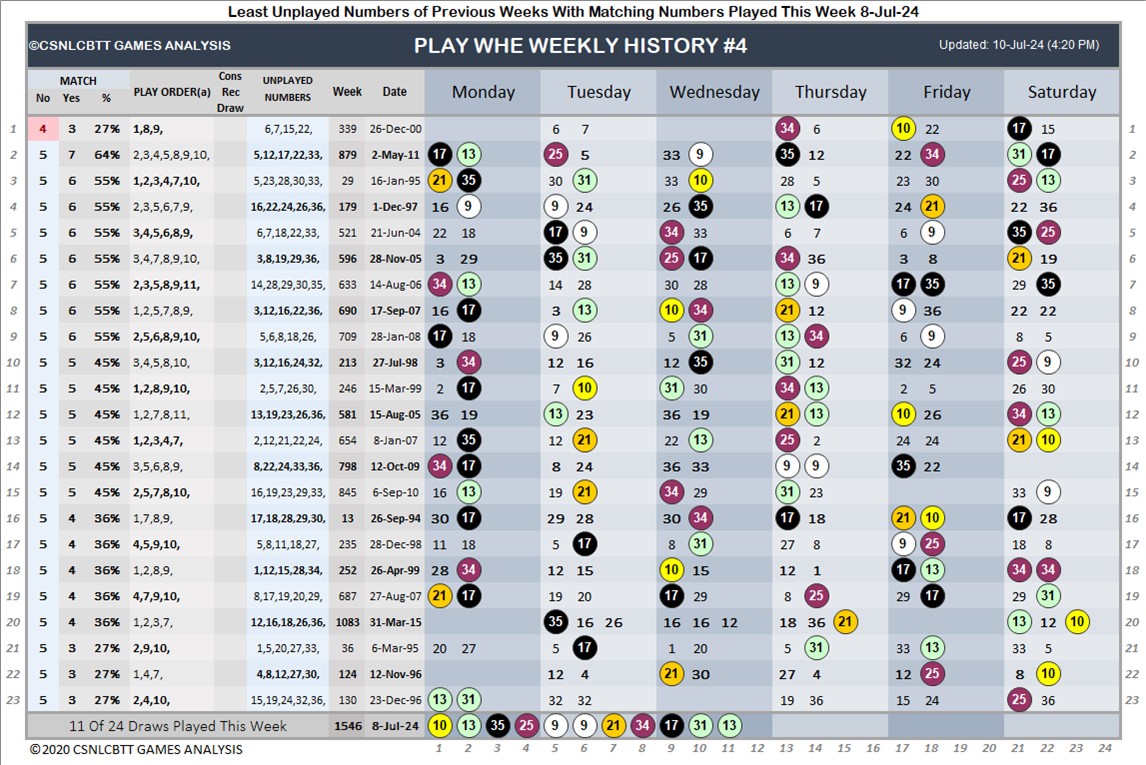 Least Unplayed Numbers of Previous Weeks With Matching Numbers Played This Week 8-Jul-24
©CSNLCBTT GAMES ANALYSIS PLAY WHE WEEKLY HISTORY #4 Updated: 10-Jul-24 (4:20 PM)
MATCH PLAY ORDER(a) Cons Rec Draw UNPLAYED NUMBERS Week Date Monday Tuesday Wednesday Thursday Friday Saturday
No Yes %
1 4 3 27% 1,8,9, 6,7,15,22, 339 26-Dec-00 6 7 34 6 10 22 17 15 1
2 5 7 64% 2,3,4,5,8,9,10, 5,12,17,22,33, 879 2-May-11 17 13 25 5 33 9 35 12 22 34 31 17 2
3 5 6 55% 1,2,3,4,7,10, 5,23,28,30,33, 29 16-Jan-95 21 35 30 31 33 10 28 5 23 30 25 13 3
4 5 6 55% 2,3,5,6,7,9, 16,22,24,26,36, 179 1-Dec-97 16 9 9 24 26 35 13 17 24 21 22 36 4
5 5 6 55% 3,4,5,6,8,9, 6,7,18,22,33, 521 21-Jun-04 22 18 17 9 34 33 6 7 6 9 35 25 5
6 5 6 55% 3,4,7,8,9,10, 3,8,19,29,36, 596 28-Nov-05 3 29 35 31 25 17 34 36 3 8 21 19 6
7 5 6 55% 2,3,5,8,9,11, 14,28,29,30,35, 633 14-Aug-06 34 13 14 28 30 28 13 9 17 35 29 35 7
8 5 6 55% 1,2,5,7,8,9, 3,12,16,22,36, 690 17-Sep-07 16 17 3 13 10 34 21 12 9 36 22 22 8
9 5 6 55% 2,5,6,8,9,10, 5,6,8,18,26, 709 28-Jan-08 17 18 9 26 5 31 13 34 6 9 8 5 9
10 5 5 45% 3,4,5,8,10, 3,12,16,24,32, 213 27-Jul-98 3 34 12 16 12 35 31 12 32 24 25 9 10
11 5 5 45% 1,2,8,9,10, 2,5,7,26,30, 246 15-Mar-99 2 17 7 10 31 30 34 13 2 5 26 30 11
12 5 5 45% 1,2,7,8,11, 13,19,23,26,36, 581 15-Aug-05 36 19 13 23 36 19 21 13 10 26 34 13 12
13 5 5 45% 1,2,3,4,7, 2,12,21,22,24, 654 8-Jan-07 12 35 12 21 22 13 25 2 24 24 21 10 13
14 5 5 45% 3,5,6,8,9, 8,22,24,33,36, 798 12-Oct-09 34 17 8 24 36 33 9 9 35 22 14
15 5 5 45% 2,5,7,8,10, 16,19,23,29,33, 845 6-Sep-10 16 13 19 21 34 29 31 23 33 9 15
16 5 4 36% 1,7,8,9, 17,18,28,29,30, 13 26-Sep-94 30 17 29 28 30 34 17 18 21 10 17 28 16
17 5 4 36% 4,5,9,10, 5,8,11,18,27, 235 28-Dec-98 11 18 5 17 8 31 27 8 9 25 18 8 17
18 5 4 36% 1,2,8,9, 1,12,15,28,34, 252 26-Apr-99 28 34 12 15 10 15 12 1 17 13 34 34 18
19 5 4 36% 4,7,9,10, 8,17,19,20,29, 687 27-Aug-07 21 17 19 20 17 29 8 25 29 17 29 31 19
20 5 4 36% 1,2,3,7, 12,16,18,26,36, 1083 31-Mar-15 35 16 26 16 16 12 18 36 21 13 12 10 20
21 5 3 27% 2,9,10, 1,5,20,27,33, 36 6-Mar-95 20 27 5 17 1 20 5 31 33 13 33 5 21
22 5 3 27% 1,4,7, 4,8,12,27,30, 124 12-Nov-96 12 4 21 30 27 4 12 25 8 10 22
23 5 3 27% 2,4,10, 15,19,24,32,36, 130 23-Dec-96 13 31 32 32 19 36 15 24 25 36 23
11 Of 24 Draws Played This Week 1546 8-Jul-24 10 13 35 25 9 9 21 34 17 31 13
©2020 CSNLCBTT GAMES ANALYSIS 1 2 3 4 5 6 7 8 9 10 11 12 13 14 15 16 17 18 19 20 21 22 23 24